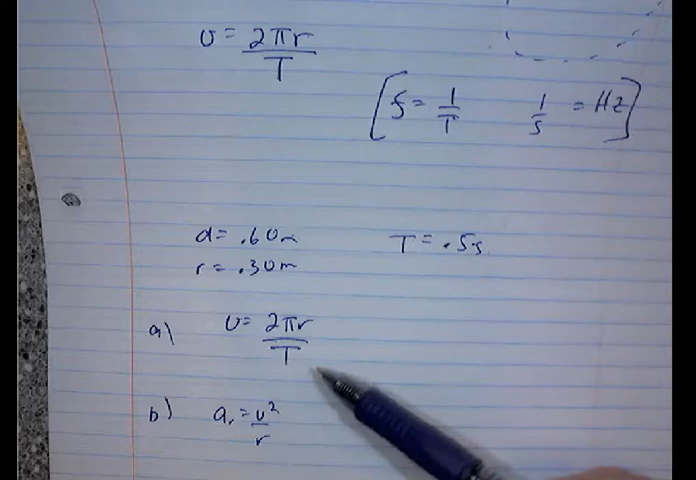 v = 2πr / T
[ f = 1/T 1/s = Hz ]
d = .60m T = .5s
r = .30m
a) v = 2πr / T
b) ar = v² / r